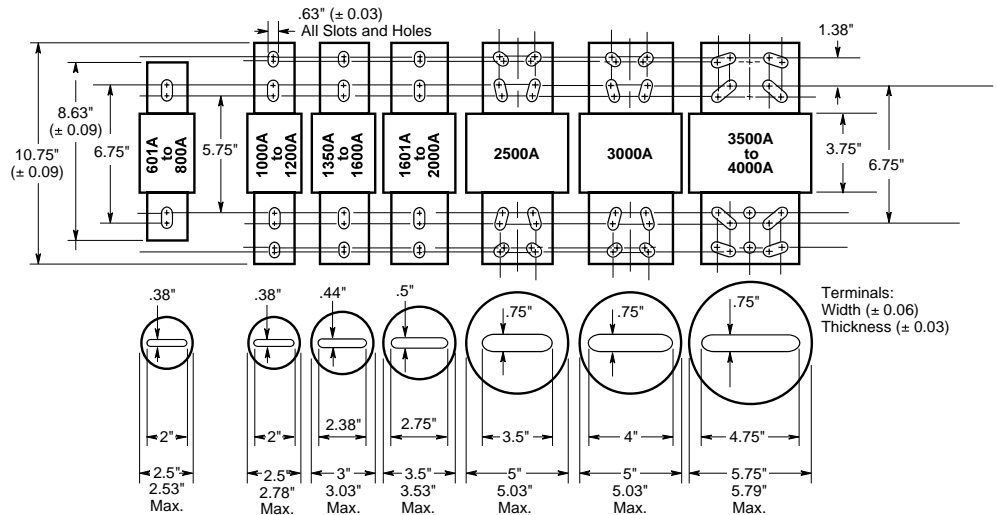 .63" (± 0.03)
All Slots and Holes
1.38"
8.63"
(± 0.09)
10.75"
(± 0.09)
6.75"
5.75"
601A
to
800A
1000A
to
1200A
1350A
to
1600A
1601A
to
2000A
2500A
3000A
3500A
to
4000A
3.75"
6.75"
.38"
.38"
.44"
.5"
.75"
.75"
.75"
Terminals:
Width (± 0.06)
Thickness (± 0.03)
2"
2"
2.38"
2.75"
3.5"
4"
4.75"
2.5"
2.53"
Max.
2.5"
2.78"
Max.
3"
3.03"
Max.
3.5"
3.53"
Max.
5"
5.03"
Max.
5"
5.03"
Max.
5.75"
5.79"
Max.